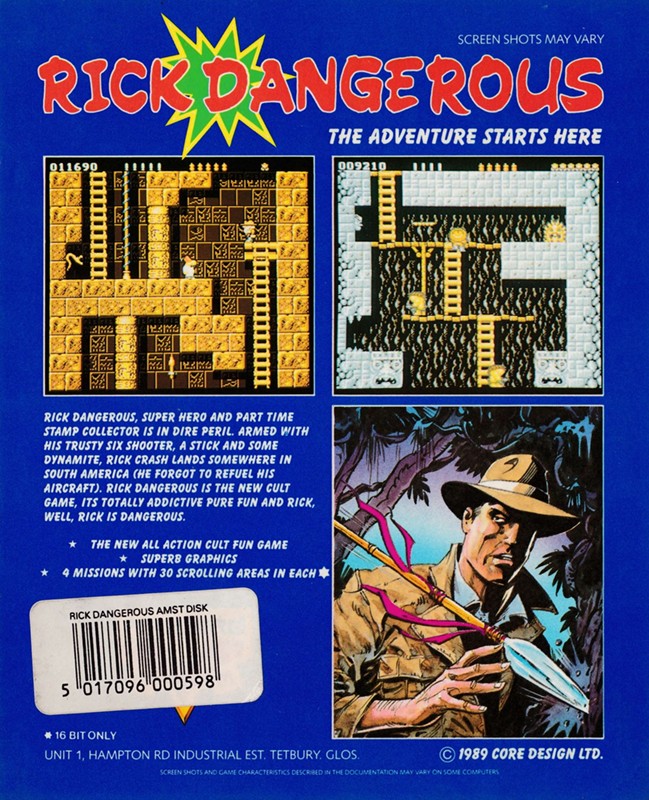 SCREEN SHOTS MAY VARY
RICK DANGEROUS
THE ADVENTURE STARTS HERE
011690
009210
RICK DANGEROUS, SUPER HERO AND PART TIME
STAMP COLLECTOR IS IN DIRE PERIL. ARMED WITH
HIS TRUSTY SIX SHOOTER, A STICK AND SOME
DYNAMITE, RICK CRASH LANDS SOMEWHERE IN
SOUTH AMERICA (HE FORGOT TO REFUEL HIS
AIRCRAFT). RICK DANGEROUS IS THE NEW CULT
GAME, ITS TOTALLY ADDICTIVE PURE FUN AND RICK,
WELL, RICK IS DANGEROUS.
★ THE NEW ALL ACTION CULT FUN GAME
★ SUPERB GRAPHICS
★ 4 MISSIONS WITH 30 SCROLLING AREAS IN EACH ✱
RICK DANGEROUS AMST DISK
5 017096 000598
✱ 16 BIT ONLY
UNIT 1, HAMPTON RD INDUSTRIAL EST. TETBURY. GLOS.
© 1989 CORE DESIGN LTD.
SCREEN SHOTS AND GAME CHARACTERISTICS DESCRIBED IN THE DOCUMENTATION MAY VARY ON SOME COMPUTERS